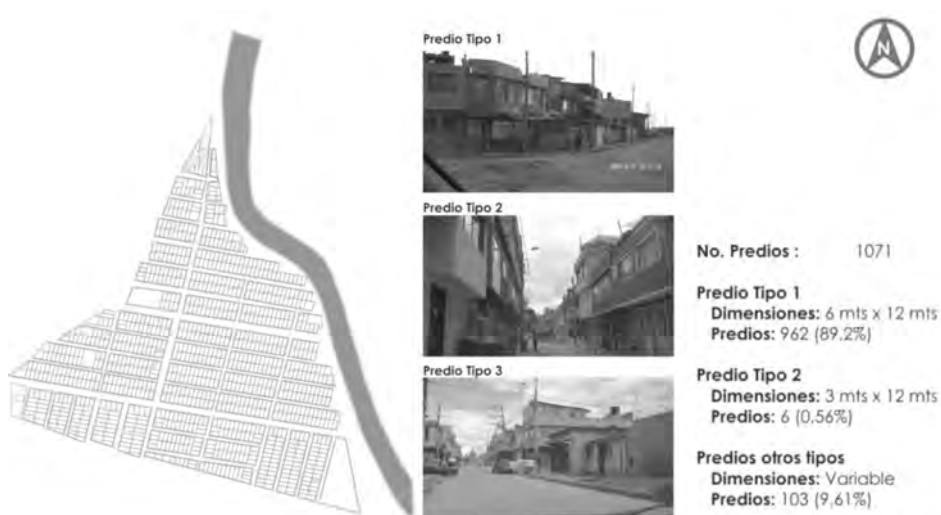 Predio Tipo 1
Predio Tipo 2
Predio Tipo 3
N
No. Predios : 1071
Predio Tipo 1
Dimensiones: 6 mts x 12 mts
Predios: 962 (89,2%)
Predio Tipo 2
Dimensiones: 3 mts x 12 mts
Predios: 6 (0,56%)
Predios otros tipos
Dimensiones: Variable
Predios: 103 (9,61%)